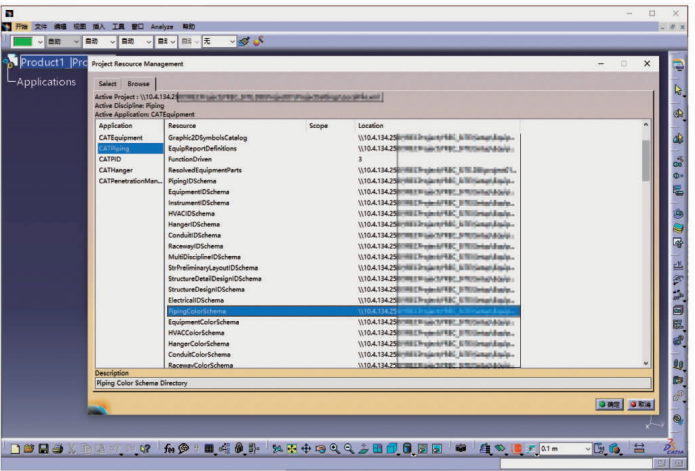 开始 文件 编辑 视图 插入 工具 窗口 Analyze 帮助
自动 自动 自动 自动 自动 无
Product1
Applications
Project Resource Management
Select Browse
Active Project : \\10.4.134.25
Active Discipline: Piping
Active Application: CATEquipment
Application Resource Scope Location
CATEquipment Graphic2DSymbolsCatalog \\10.4.134.25
CATPiping EquipReportDefinitions \\10.4.134.25
CATPID FunctionDriven 3
CATHanger ResolvedEquipmentParts \\10.4.134.25
CATPenetrationMan... PipingIDSchema \\10.4.134.25
EquipmentIDSchema \\10.4.134.25
InstrumentIDSchema \\10.4.134.25
HVACIDSchema \\10.4.134.25
HangerIDSchema \\10.4.134.25
ConduitIDSchema \\10.4.134.25
RacewayIDSchema \\10.4.134.25
MultiDisciplineIDSchema \\10.4.134.25
StrPreliminaryLayoutIDSchema \\10.4.134.25
StructureDetailDesignIDSchema \\10.4.134.25
StructureDesignIDSchema \\10.4.134.25
ElectricalIDSchema \\10.4.134.25
PipingColorSchema \\10.4.134.25
EquipmentColorSchema \\10.4.134.25
HVACColorSchema \\10.4.134.25
HangerColorSchema \\10.4.134.25
ConduitColorSchema \\10.4.134.25
RacewayColorSchema \\10.4.134.25
Description
Piping Color Schema Directory
确定 取消
0.1 m
CATIA